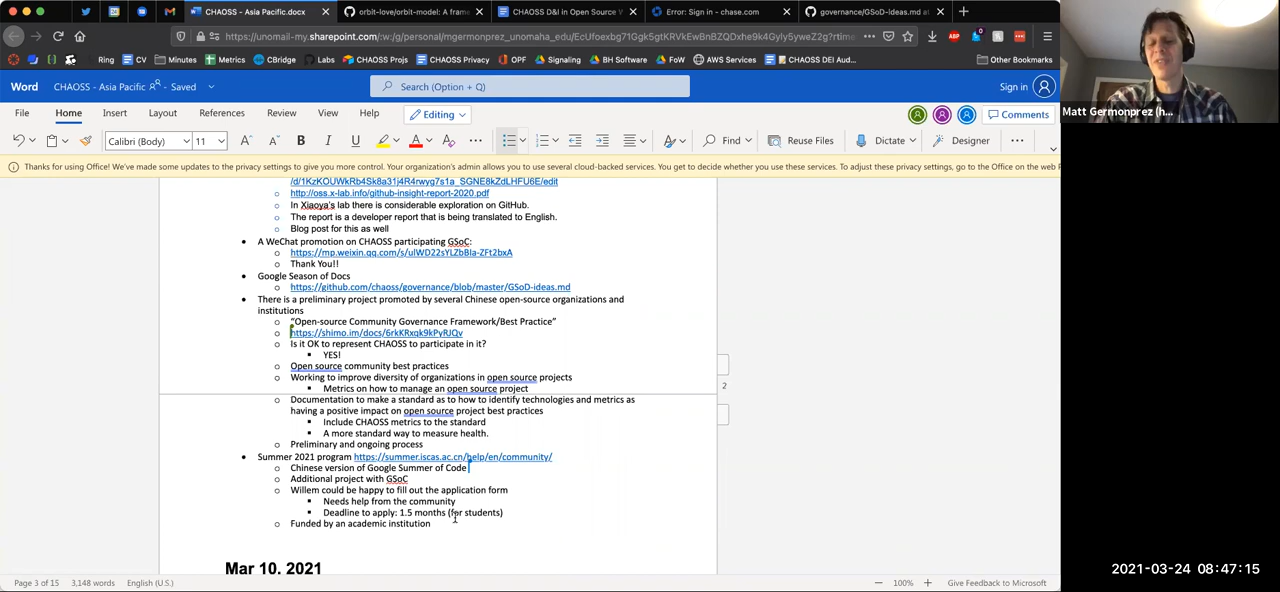 CHAOSS - Asia Pacific.docx
orbit-love/orbit-model: A frame
CHAOSS D&I in Open Source W
Error: Sign in - chase.com
governance/GSoD-ideas.md at
https://unomail-my.sharepoint.com/:w:/g/personal/mgermonprez_unomaha_edu/
Ring CV Minutes Metrics CBridge Labs CHAOSS Projs CHAOSS Privacy OPF Signaling BH Software FoW AWS Services CHAOSS DEI Aud... Other Bookmarks
Word CHAOSS - Asia Pacific - Saved Search (Option + Q) Sign in
File Home Insert Layout References Review View Help Editing Comments
Calibri (Body) 11 B I U A Find Reuse Files Dictate Designer
Thanks for using Office! We've made some updates to the privacy settings to give you more control. Your organization's admin allows you to use several cloud-backed services. You get to decide whether you use these services. To adjust these privacy settings, go to the Office on the web P
/d/1KzKOUWkRb4Sk8a31j4R4rwyg7s1a_SGNE8kZdLHFU6E/edit
http://oss.x-lab.info/github-insight-report-2020.pdf
In Xiaoya's lab there is considerable exploration on GitHub.
The report is a developer report that is being translated to English.
Blog post for this as well
A WeChat promotion on CHAOSS participating GSoC:
https://mp.weixin.qq.com/s/ulWD22sYLZbBIa-ZFt2bxA
Thank You!!
Google Season of Docs
https://github.com/chaoss/governance/blob/master/GSoD-ideas.md
There is a preliminary project promoted by several Chinese open-source organizations and
institutions
"Open-source Community Governance Framework/Best Practice"
https://shimo.im/docs/6rkKRxqk9kPyRJQv
Is it OK to represent CHAOSS to participate in it?
YES!
Open source community best practices
Working to improve diversity of organizations in open source projects
Metrics on how to manage an open source project
2
Documentation to make a standard as to how to identify technologies and metrics as
having a positive impact on open source project best practices
Include CHAOSS metrics to the standard
A more standard way to measure health.
Preliminary and ongoing process
Summer 2021 program https://summer.iscas.ac.cn/help/en/community/
Chinese version of Google Summer of Code
Additional project with GSoC
Willem could be happy to fill out the application form
Needs help from the community
Deadline to apply: 1.5 months (for students)
Funded by an academic institution
Mar 10, 2021
Page 3 of 15 3,148 words English (U.S.) 100% Give Feedback to Microsoft
Matt Germonprez (h...
2021-03-24 08:47:15